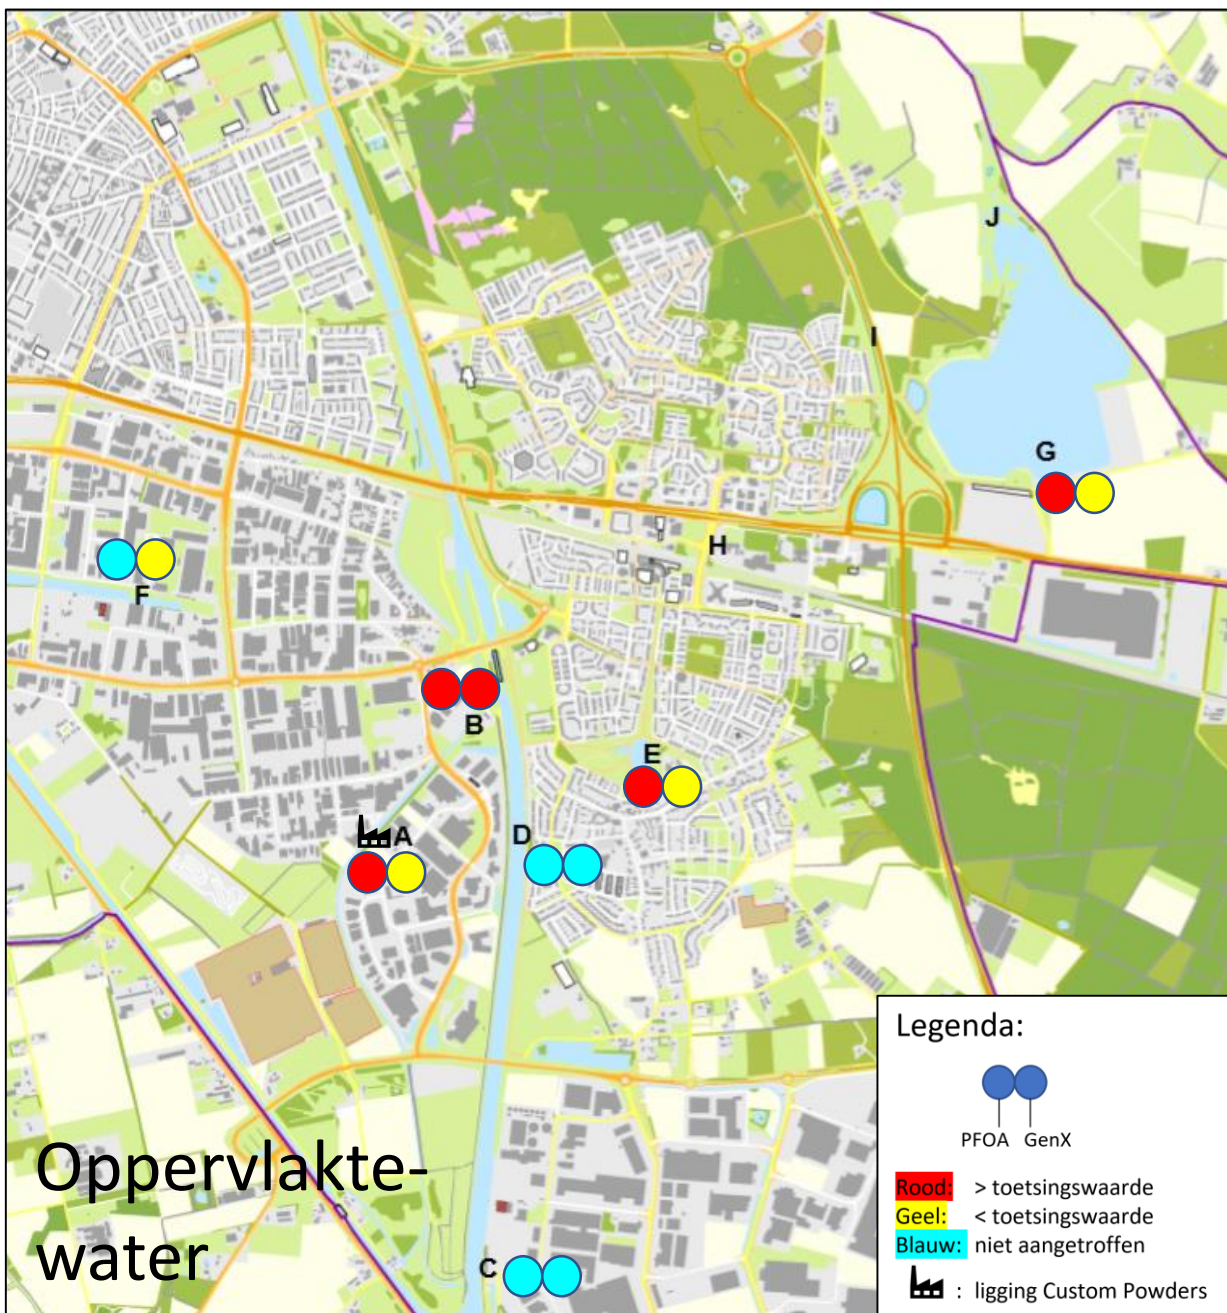 J
I
G
H
F
B
E
D
A
C
Oppervlakte-
water
Legenda:
PFOA GenX
Rood: > toetsingswaarde
Geel: < toetsingswaarde
Blauw: niet aangetroffen
: ligging Custom Powders